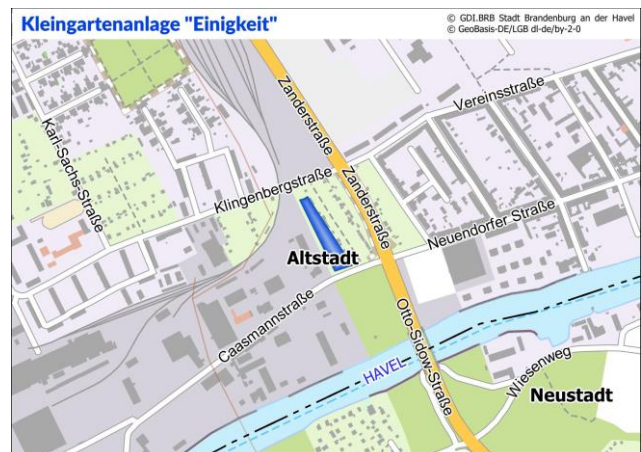 Kleingartenanlage "Einigkeit"
© GDI.BRB Stadt Brandenburg an der Havel
© GeoBasis-DE/LGB dl-de/by-2-0
Zanderstraße
Vereinsstraße
Karl-Sachs-Straße
Klingenbergstraße
Zanderstraße
Neuendorfer Straße
Altstadt
Caasmannstraße
Otto-Sidow-Straße
HAVEL
Wiesenweg
Neustadt